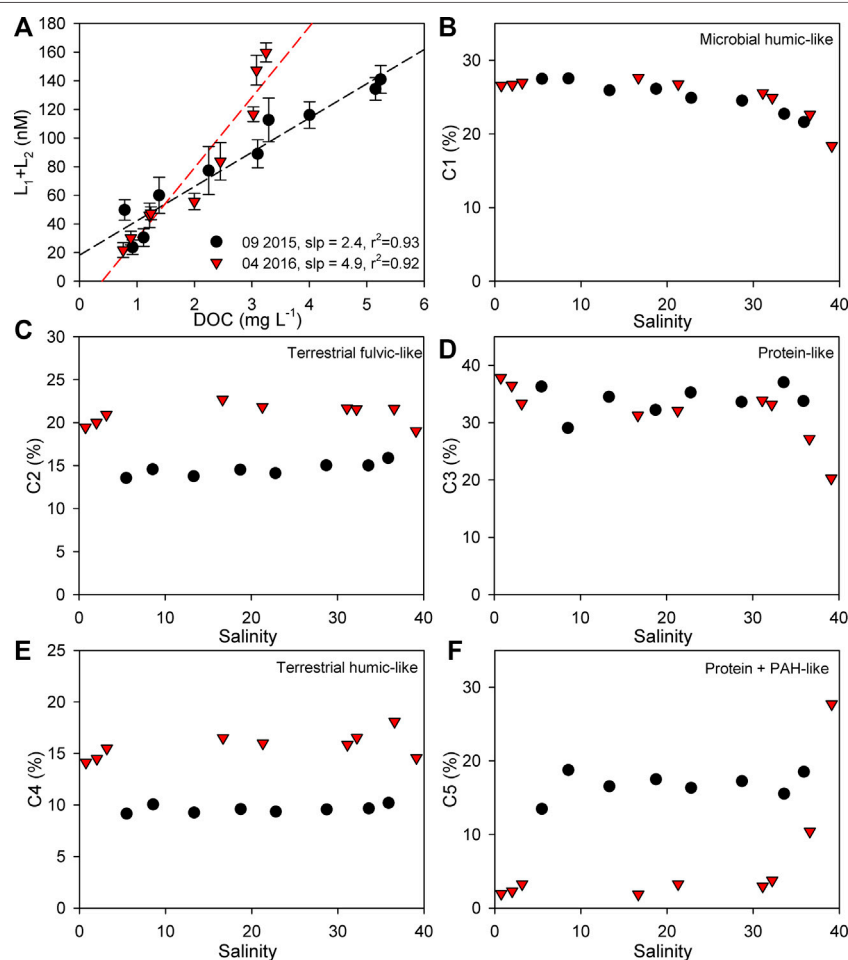 A
180
160
140
120
100
80
60
40
20
0
L₁+L₂ (nM)
09 2015, slp = 2.4, r²=0.93
04 2016, slp = 4.9, r²=0.92
0 1 2 3 4 5 6
DOC (mg L⁻¹)
B
Microbial humic-like
30
20
10
0
C1 (%)
0 10 20 30 40
Salinity
C
Terrestrial fulvic-like
30
25
20
15
10
5
0
C2 (%)
0 10 20 30 40
Salinity
D
Protein-like
40
30
20
10
0
C3 (%)
0 10 20 30 40
Salinity
E
Terrestrial humic-like
25
20
15
10
5
0
C4 (%)
0 10 20 30 40
Salinity
F
Protein + PAH-like
30
20
10
0
C5 (%)
0 10 20 30 40
Salinity